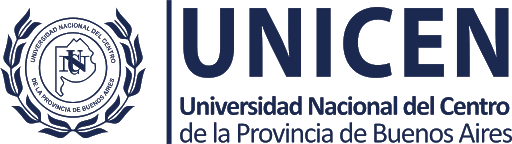 UNIVERSIDAD NACIONAL DEL CENTRO
DE LA PROVINCIA DE BUENOS AIRES
UNICEN
Universidad Nacional del Centro
de la Provincia de Buenos Aires